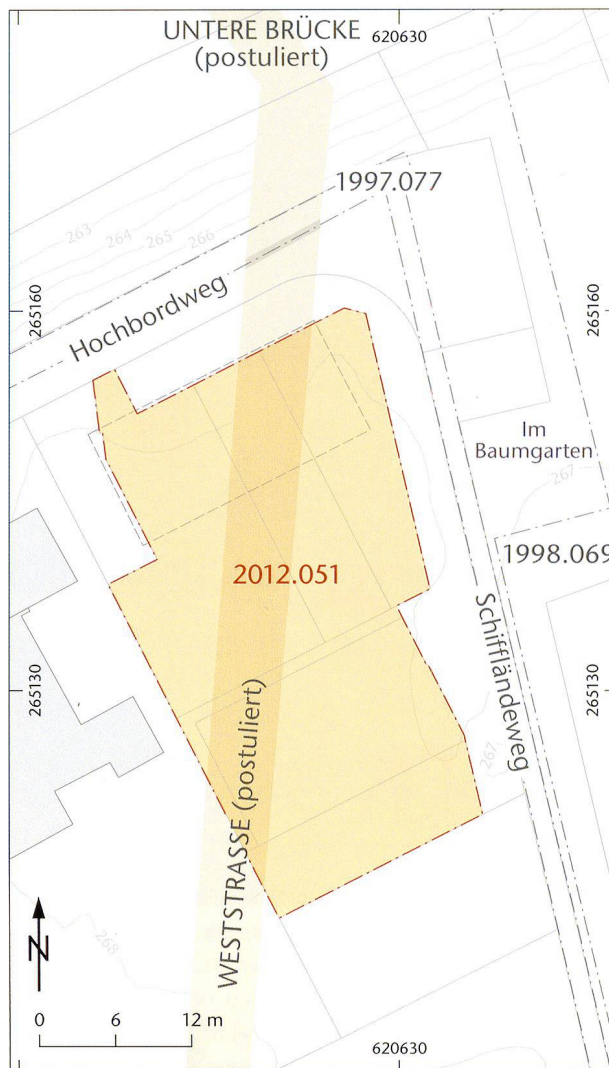 UNTERE BRÜCKE
(postuliert)
620630
1997.077
263
264
265
266
265160
265160
Hochbordweg
Im
Baumgarten
267
2012.051
1998.069
Schiffländeweg
265130
265130
WESTSTRASSE (postuliert)
267
268
N
0 6 12 m
620630